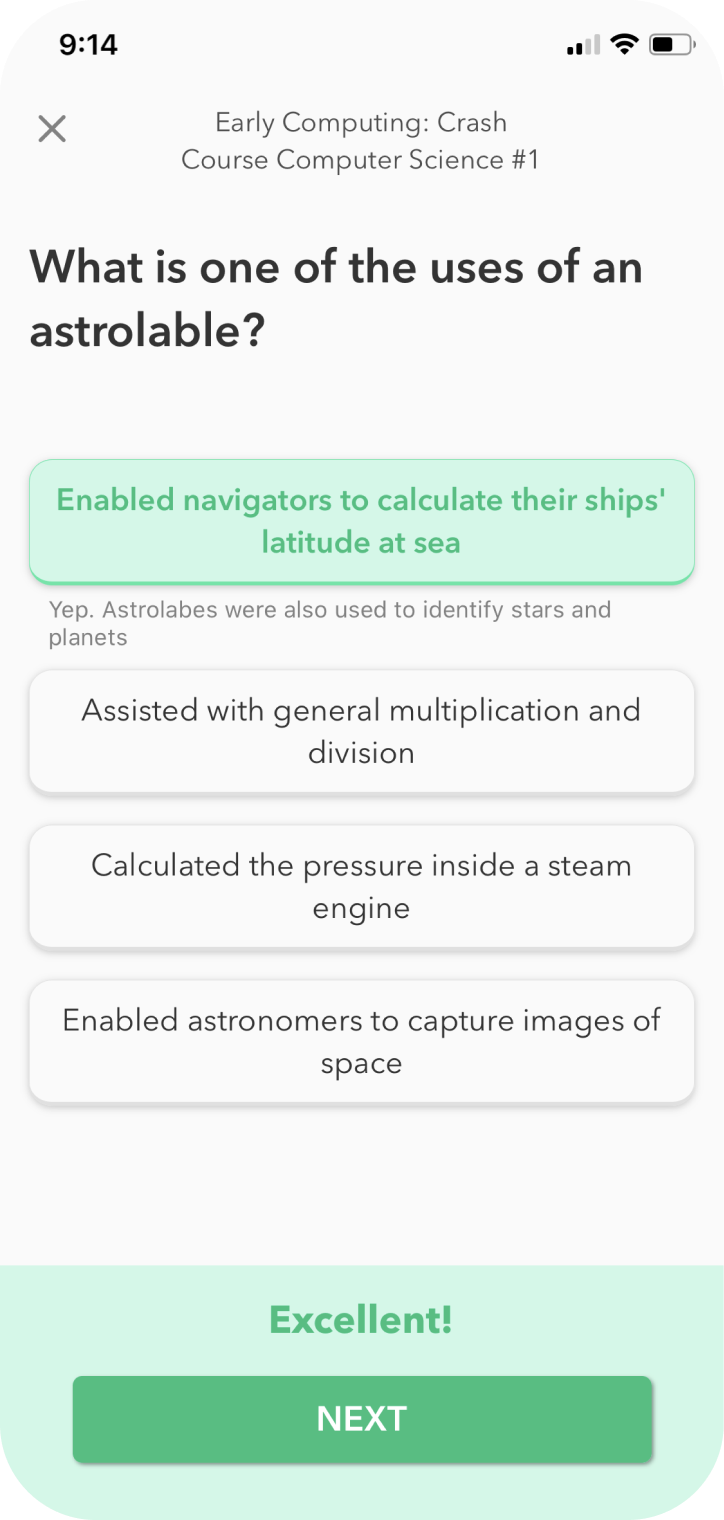 9:14
Early Computing: Crash
Course Computer Science #1
What is one of the uses of an
astrolable?
Enabled navigators to calculate their ships'
latitude at sea
Yep. Astrolabes were also used to identify stars and
planets
Assisted with general multiplication and
division
Calculated the pressure inside a steam
engine
Enabled astronomers to capture images of
space
Excellent!
NEXT